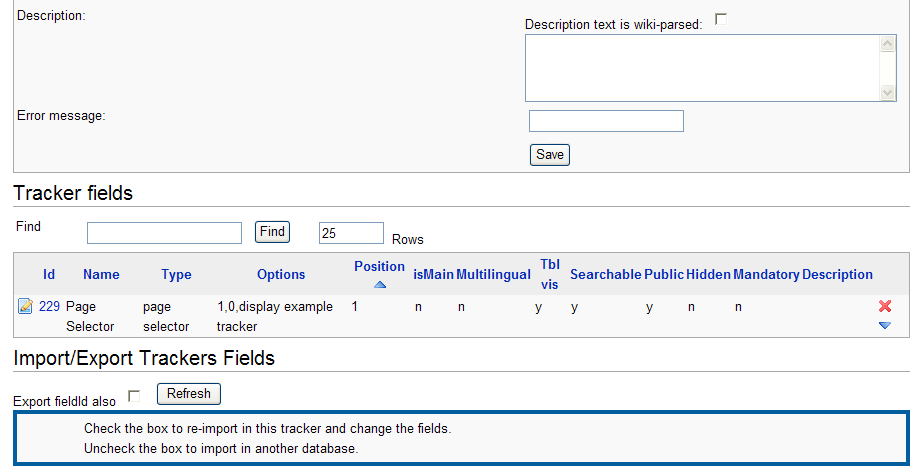 Description:
Description text is wiki-parsed:
Error message:
Save
Tracker fields
Find
Find
25
Rows
Id Name Type Options Position isMain Multilingual Tbl vis Searchable Public Hidden Mandatory Description
229 Page Selector page selector 1,0,display example tracker 1 n n y y y n n
Import/Export Trackers Fields
Export fieldId also
Refresh
Check the box to re-import in this tracker and change the fields.
Uncheck the box to import in another database.